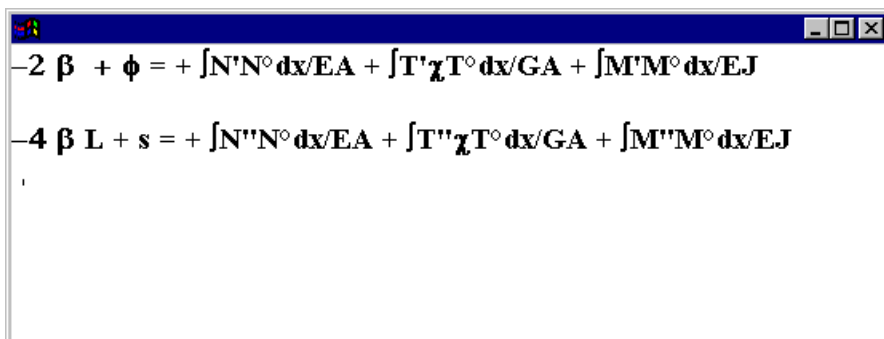 −2 β + ϕ = + ∫N'N° dx/EA + ∫T'χT° dx/GA + ∫M'M° dx/EJ
−4 β L + s = + ∫N''N° dx/EA + ∫T''χT° dx/GA + ∫M''M° dx/EJ